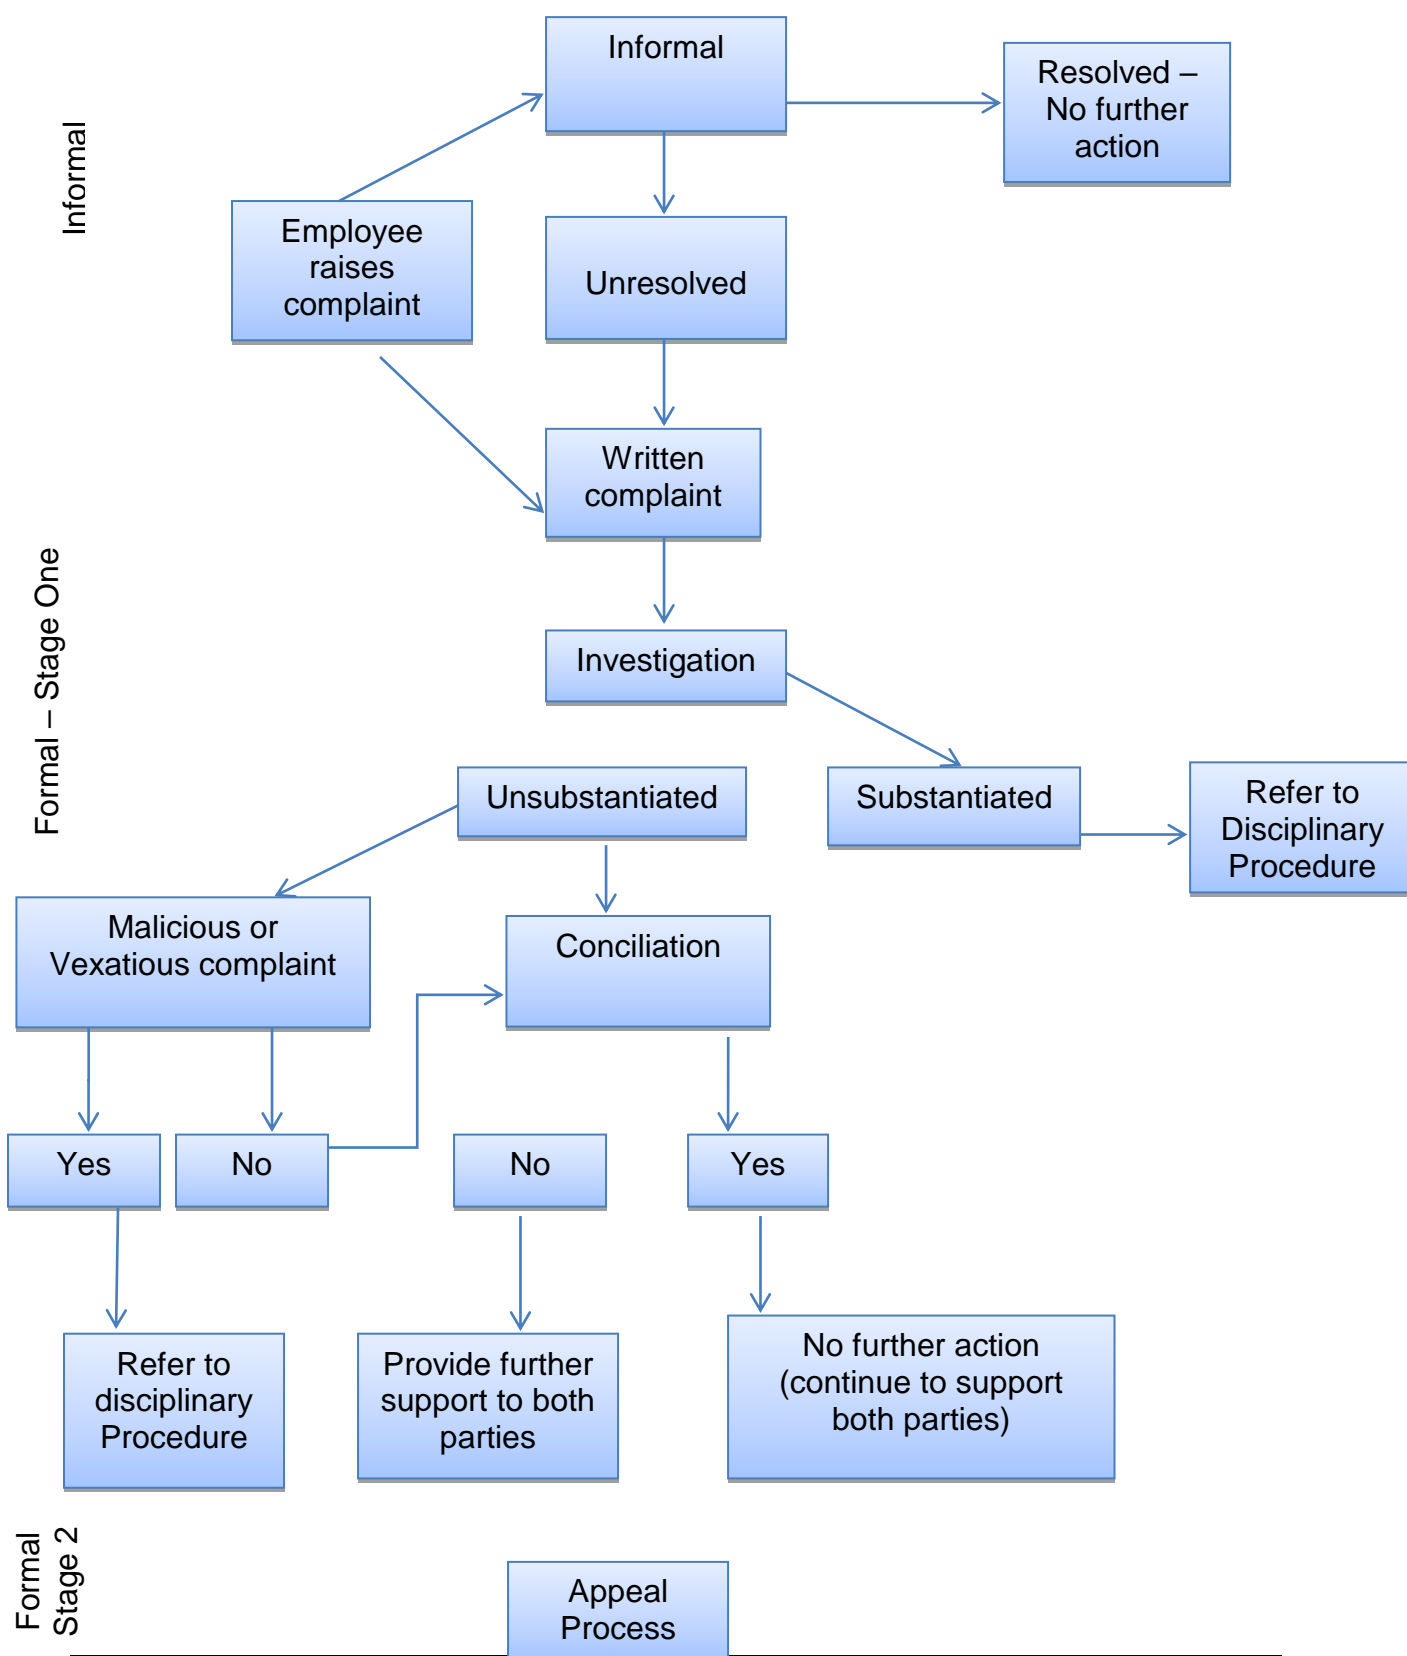 Informal
Informal
Resolved –
No further
action
Employee
raises
complaint
Unresolved
Written
complaint
Formal – Stage One
Investigation
Unsubstantiated
Substantiated
Refer to
Disciplinary
Procedure
Malicious or
Vexatious complaint
Conciliation
Yes
No
No
Yes
Refer to
disciplinary
Procedure
Provide further
support to both
parties
No further action
(continue to support
both parties)
Formal
Stage 2
Appeal
Process